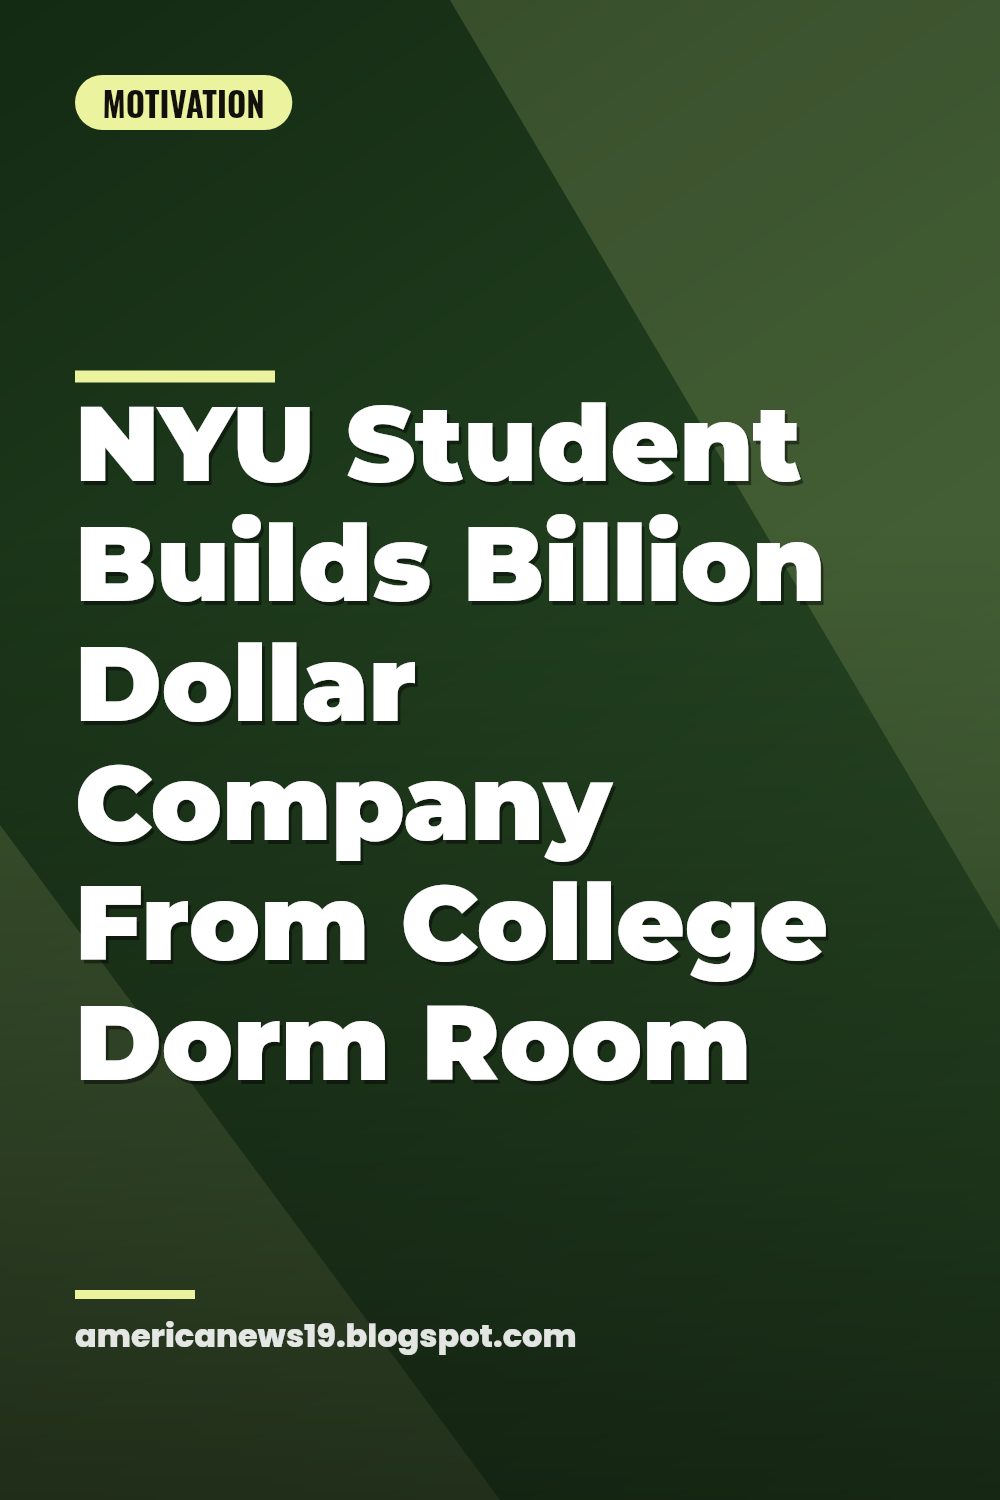 MOTIVATION
NYU Student
Builds Billion
Dollar
Company
From College
Dorm Room
americanews19.blogspot.com